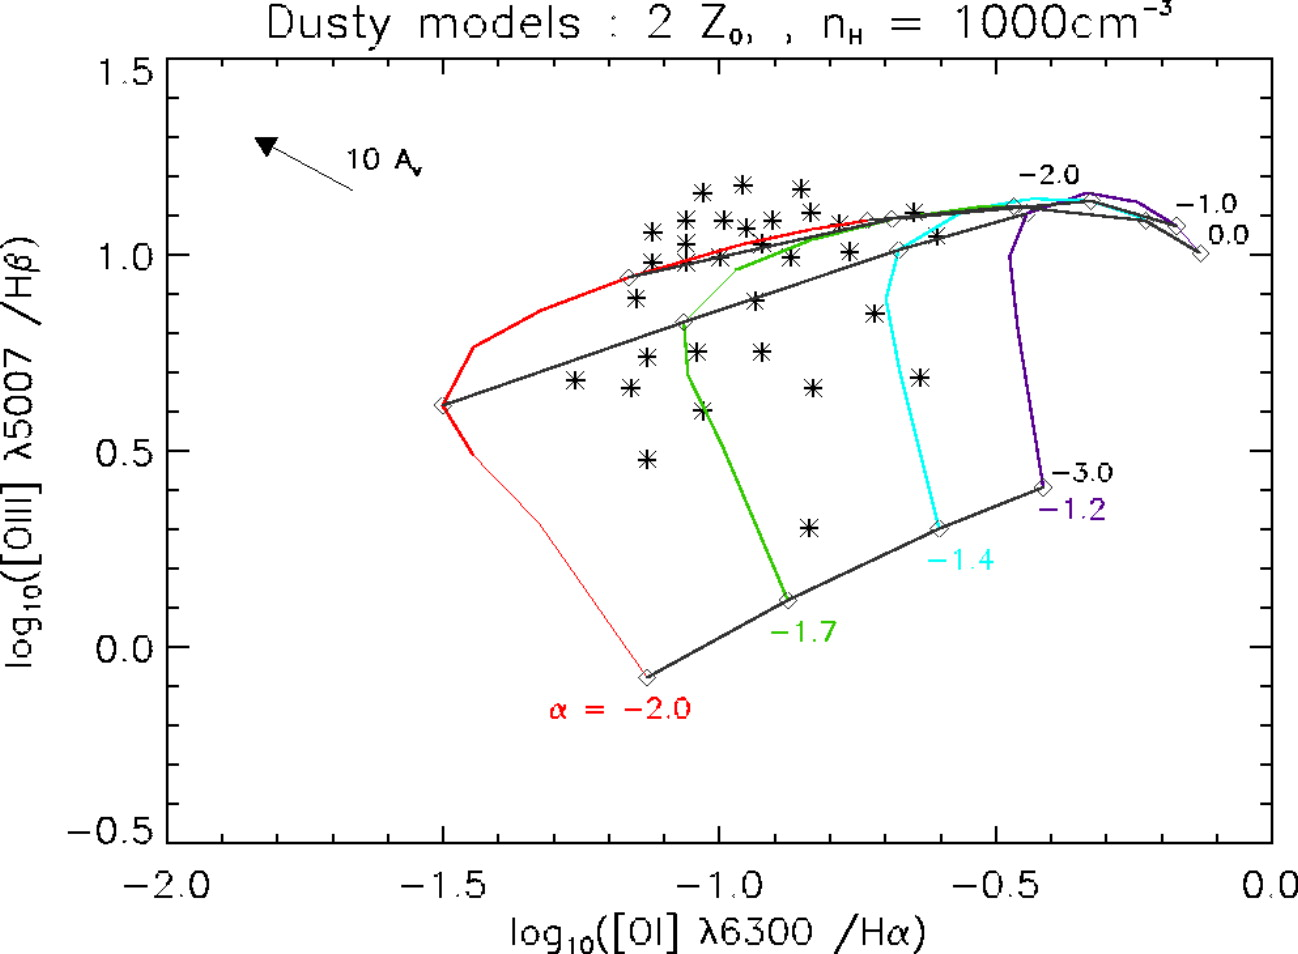 Dusty models : 2 Z₀, , n_H = 1000cm⁻³
1.5
10 Aᵥ
−2.0
−1.0
0.0
1.0
0.5
−3.0
−1.2
−1.4
−1.7
0.0
α = −2.0
−0.5
−2.0 −1.5 −1.0 −0.5 0.0
log₁₀([OI] λ6300 /Hα)
log₁₀([OIII] λ5007 /Hβ)